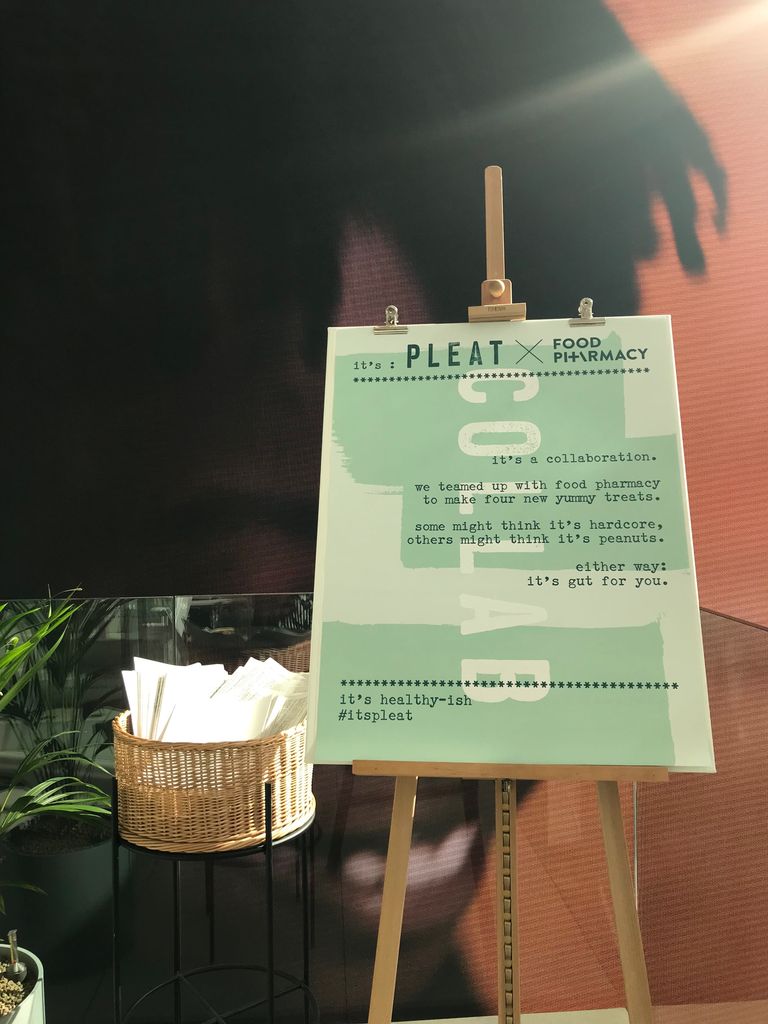 it's : PLEAT X FOOD PHARMACY
***********************************************
COLLAB
it's a collaboration.
we teamed up with food pharmacy
to make four new yummy treats.
some might think it's hardcore,
others might think it's peanuts.
either way:
it's gut for you.
***********************************************
it's healthy-ish
#itspleat